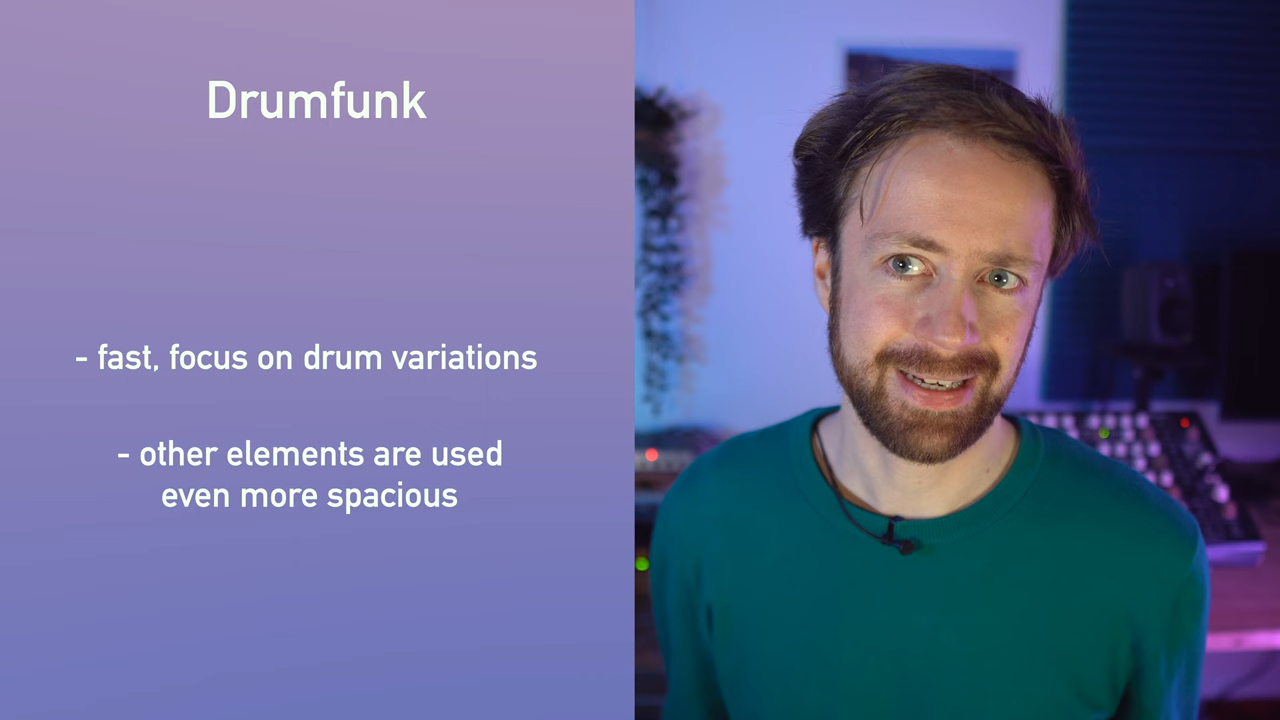 Drumfunk
- fast, focus on drum variations
- other elements are used
even more spacious